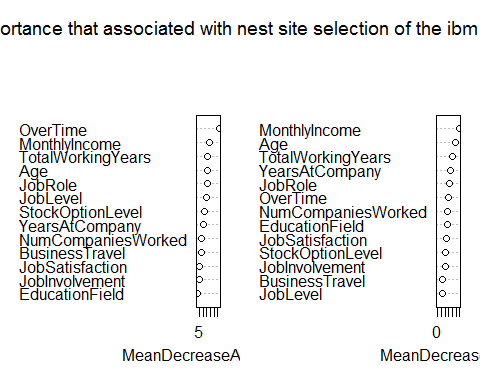 ortance that associated with nest site selection of the ibm
OverTime
MonthlyIncome
TotalWorkingYears
Age
JobRole
JobLevel
StockOptionLevel
YearsAtCompany
NumCompaniesWorked
BusinessTravel
JobSatisfaction
JobInvolvement
EducationField
5
MeanDecreaseA
MonthlyIncome
Age
TotalWorkingYears
YearsAtCompany
JobRole
OverTime
NumCompaniesWorked
EducationField
JobSatisfaction
StockOptionLevel
JobInvolvement
BusinessTravel
JobLevel
0
MeanDecreas